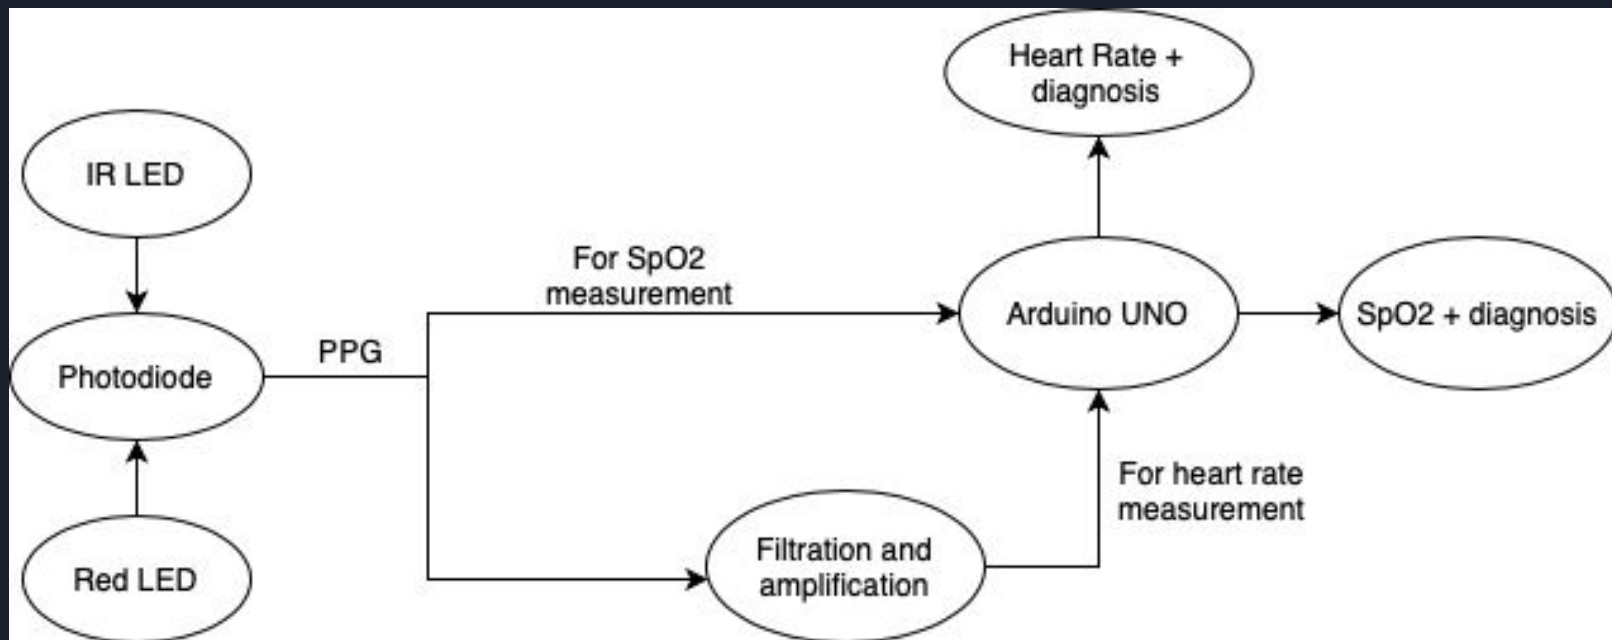 Heart Rate +
diagnosis
IR LED
For SpO2
measurement
Arduino UNO
SpO2 + diagnosis
PPG
Photodiode
For heart rate
measurement
Filtration and
amplification
Red LED